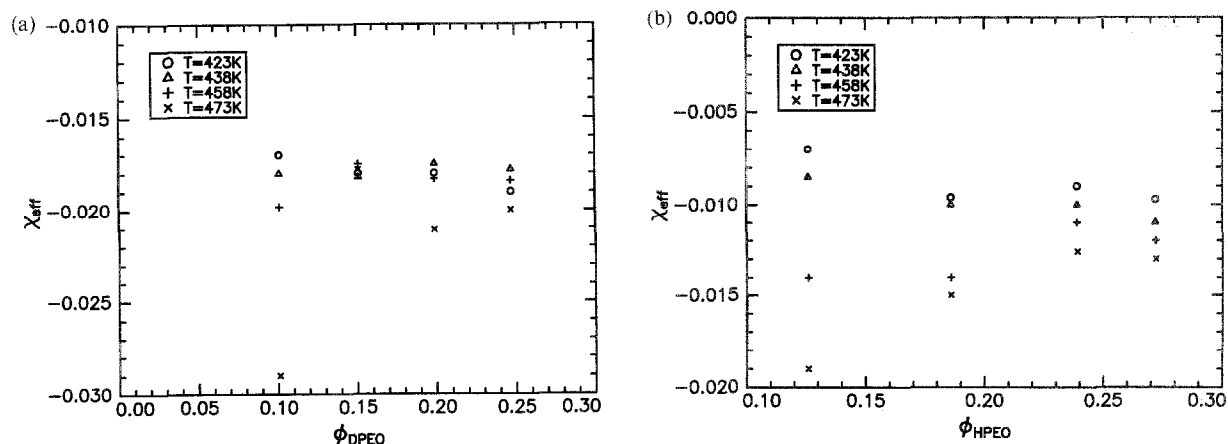 (a)
−0.010
−0.015
−0.020
−0.025
−0.030
χeff
○ T=423K
△ T=438K
+ T=458K
× T=473K
0.00 0.05 0.10 0.15 0.20 0.25 0.30
ϕDPEO
(b)
0.000
−0.005
−0.010
−0.015
−0.020
χeff
○ T=423K
△ T=438K
+ T=458K
× T=473K
0.10 0.15 0.20 0.25 0.30
ϕHPEO